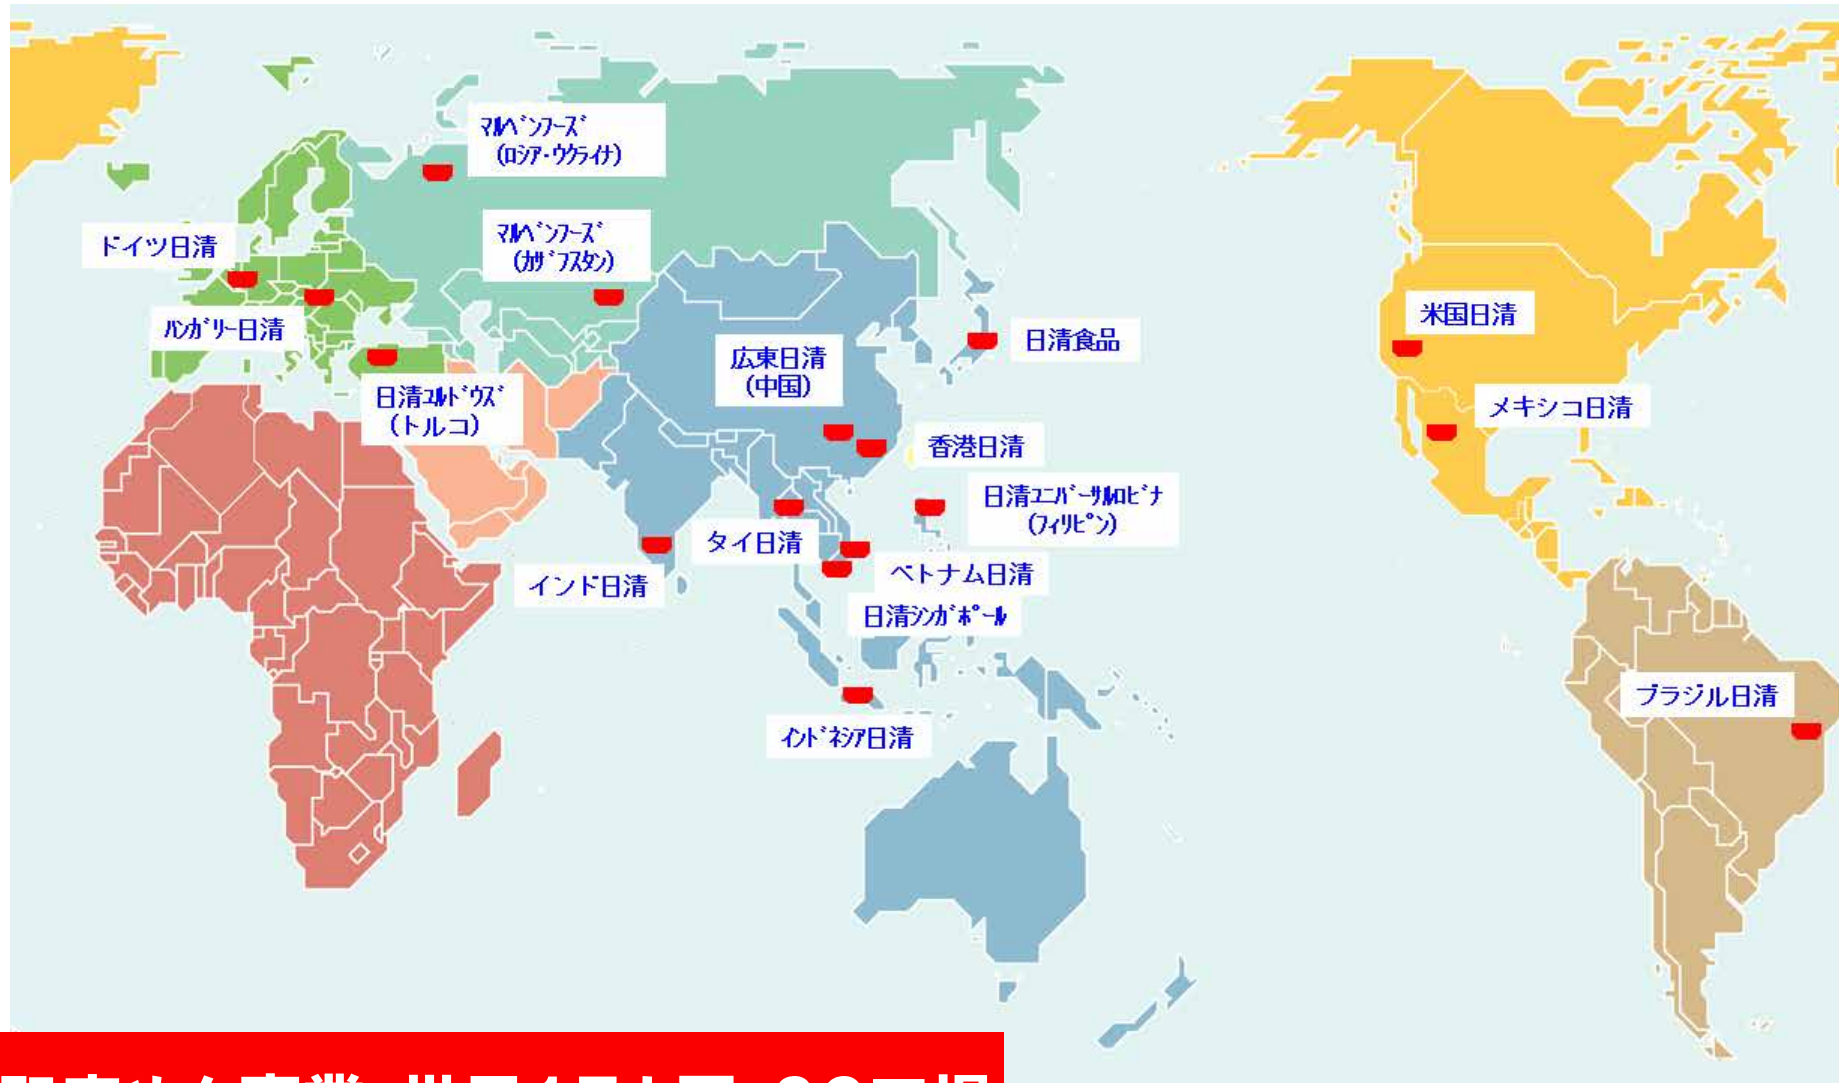 ﾏﾙﾍﾞﾝﾌｰｽﾞ
(ﾛｼｱ･ｳｸﾗｲﾅ)
ドイツ日清
ﾏﾙﾍﾞﾝﾌｰｽﾞ
(ｶｻﾞﾌｽﾀﾝ)
ﾊﾝｶﾞﾘｰ日清
米国日清
日清食品
広東日清
(中国)
日清ﾕﾙﾄﾞｳｽﾞ
(トルコ)
メキシコ日清
香港日清
日清ﾕﾆﾊﾞｰｻﾙﾛﾋﾞﾅ
(ﾌｨﾘﾋﾟﾝ)
タイ日清
インド日清
ベトナム日清
日清ｼﾝｶﾞﾎﾟｰﾙ
ブラジル日清
ｲﾝﾄﾞﾈｼｱ日清